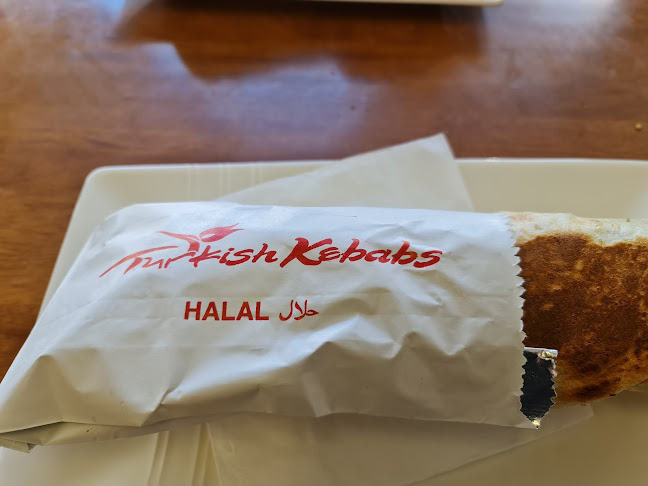 Turkish Kebabs
HALAL حلال